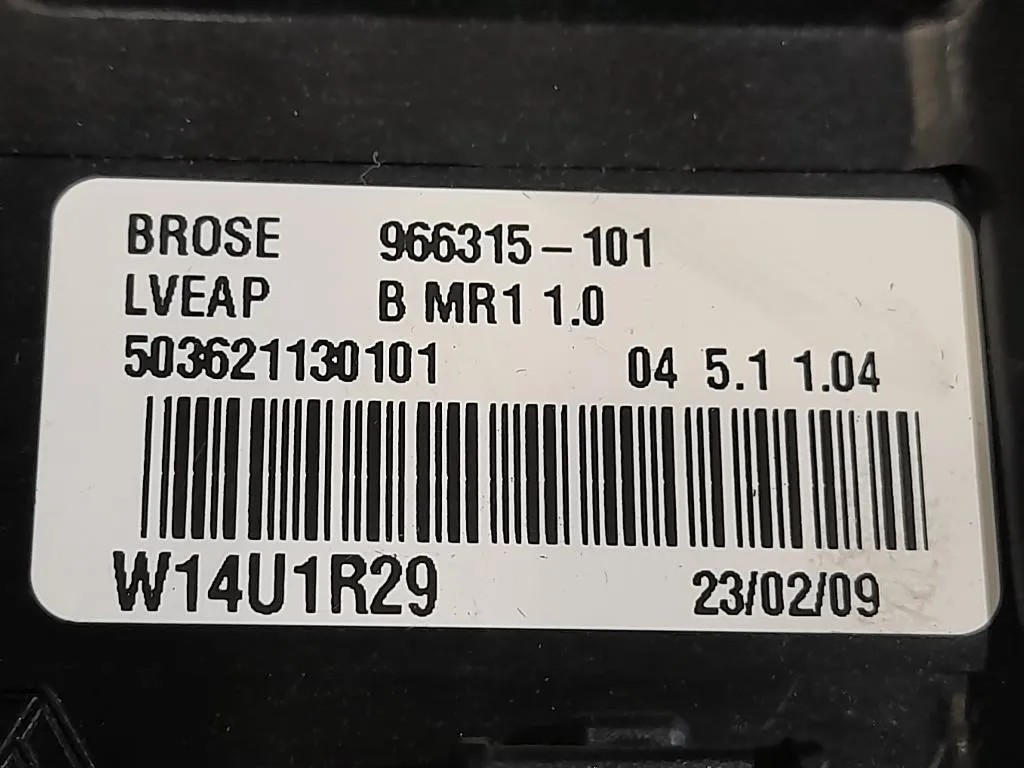 BROSE 966315-101
LVEAP B MR1 1.0
503621130101 04 5.1 1.04
W14U1R29 23/02/09